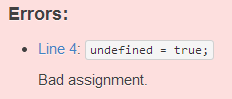 Errors:
Line 4: undefined = true;
Bad assignment.